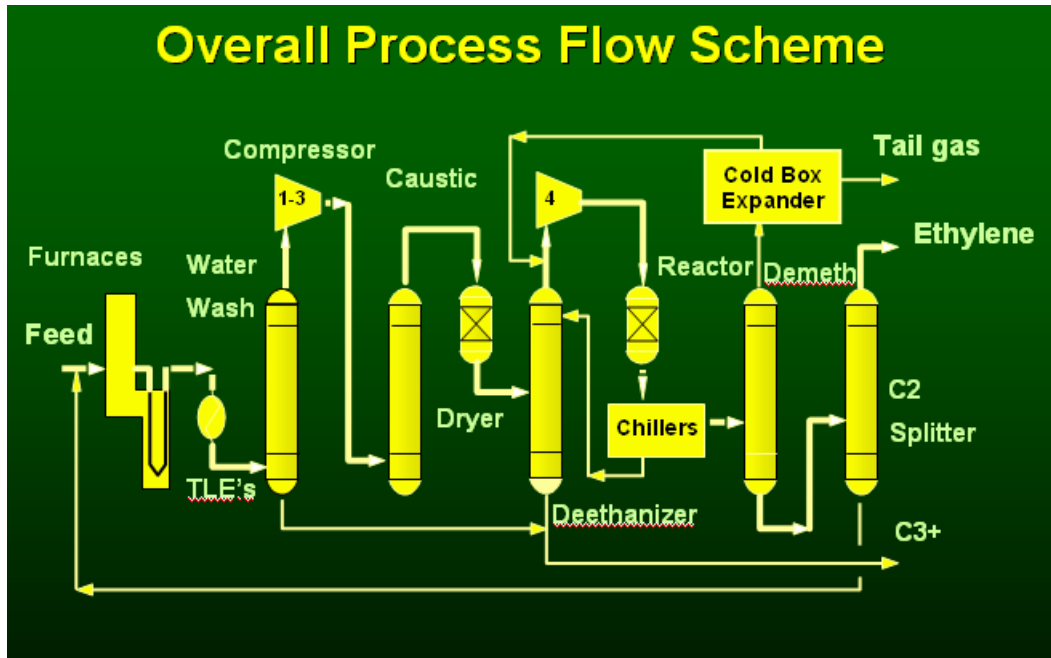 Overall Process Flow Scheme
Compressor
Caustic
1-3
4
Cold Box
Expander
Tail gas
Ethylene
Furnaces
Water
Wash
Reactor
Demeth
Feed
Dryer
Chillers
C2
Splitter
TLE's
Deethanizer
C3+